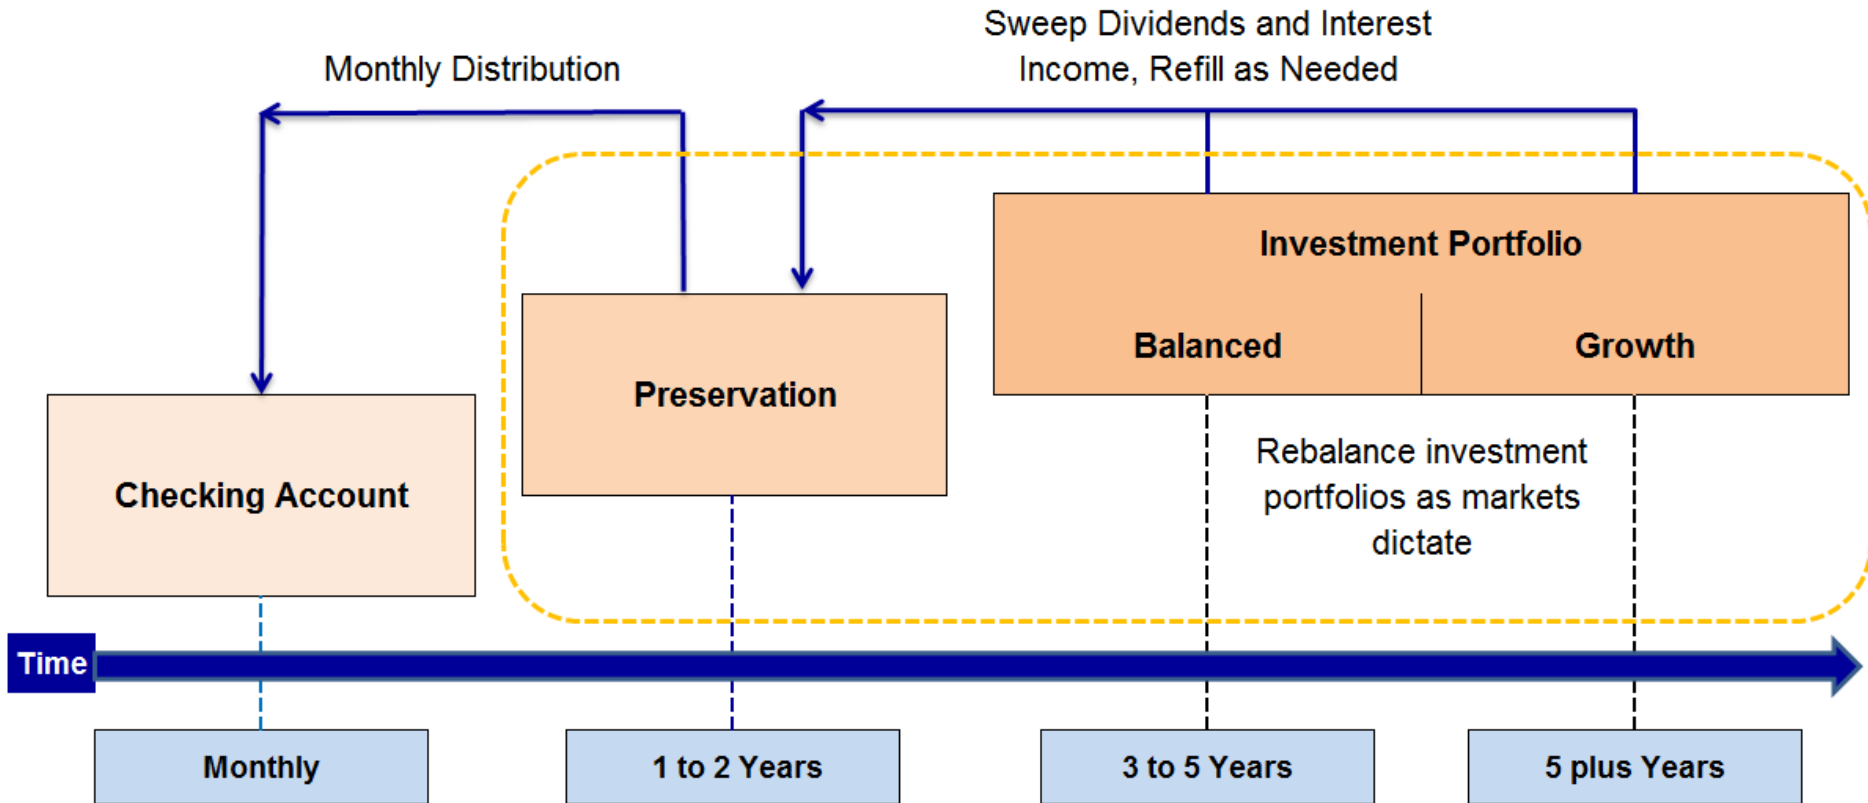 Sweep Dividends and Interest
Income, Refill as Needed
Monthly Distribution
Investment Portfolio
Balanced
Growth
Preservation
Checking Account
Rebalance investment
portfolios as markets
dictate
Time
Monthly
1 to 2 Years
3 to 5 Years
5 plus Years